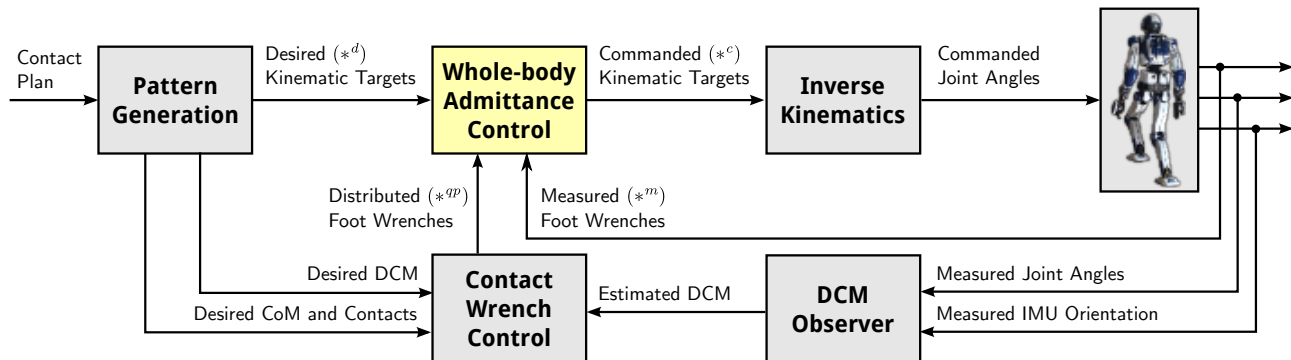 Contact
Plan
Pattern
Generation
Desired (*^d)
Kinematic Targets
Whole-body
Admittance
Control
Commanded (*^c)
Kinematic Targets
Inverse
Kinematics
Commanded
Joint Angles
Distributed (*^{qp})
Foot Wrenches
Measured (*^m)
Foot Wrenches
Desired DCM
Desired CoM and Contacts
Contact
Wrench
Control
Estimated DCM
DCM
Observer
Measured Joint Angles
Measured IMU Orientation